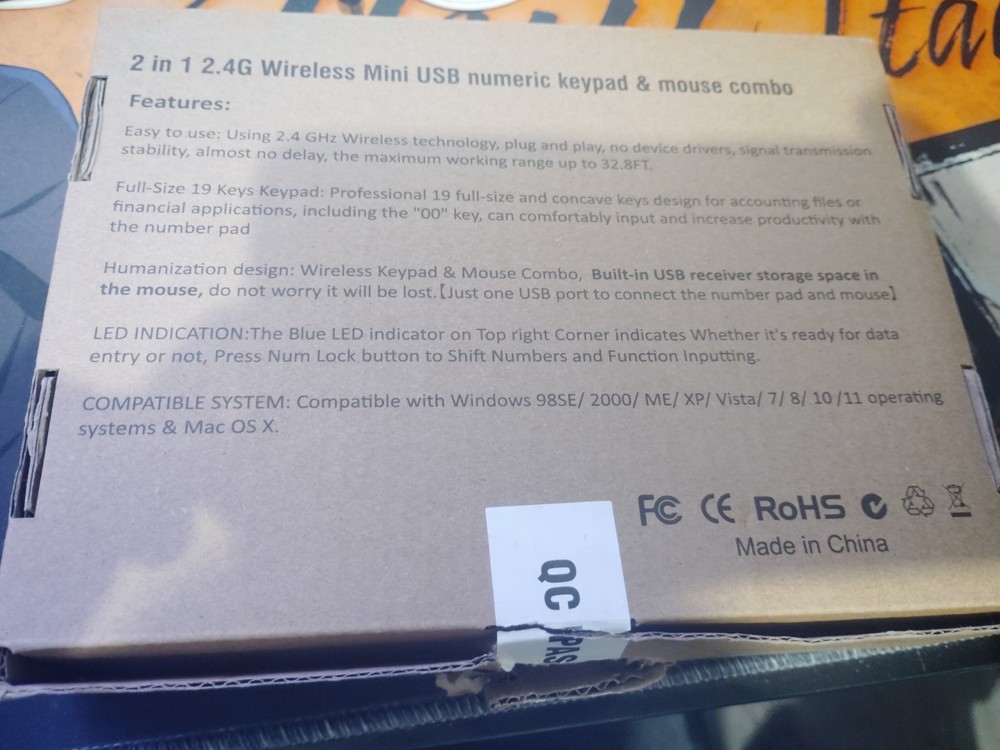 2 in 1 2.4G Wireless Mini USB numeric keypad & mouse combo
Features:
Easy to use: Using 2.4 GHz Wireless technology, plug and play, no device drivers, signal transmission
stability, almost no delay, the maximum working range up to 32.8FT.
Full-Size 19 Keys Keypad: Professional 19 full-size and concave keys design for accounting files or
financial applications, including the "00" key, can comfortably input and increase productivity with
the number pad
Humanization design: Wireless Keypad & Mouse Combo, Built-in USB receiver storage space in
the mouse, do not worry it will be lost.【Just one USB port to connect the number pad and mouse】
LED INDICATION:The Blue LED indicator on Top right Corner indicates Whether it's ready for data
entry or not, Press Num Lock button to Shift Numbers and Function Inputting.
COMPATIBLE SYSTEM: Compatible with Windows 98SE/ 2000/ ME/ XP/ Vista/ 7/ 8/ 10 /11 operating
systems & Mac OS X.
FC CE RoHS
Made in China
QC PAS